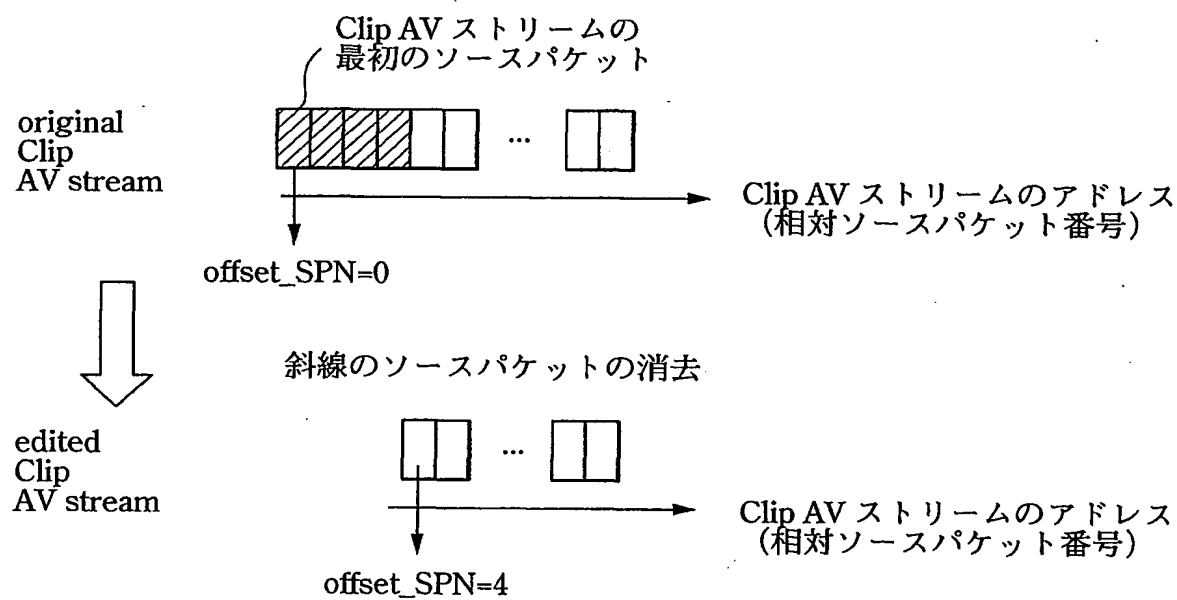 Clip AV ストリームの
最初のソースパケット
original
Clip
AV stream
...
Clip AV ストリームのアドレス
(相対ソースパケット番号)
offset_SPN=0
斜線のソースパケットの消去
edited
Clip
AV stream
...
Clip AV ストリームのアドレス
(相対ソースパケット番号)
offset_SPN=4